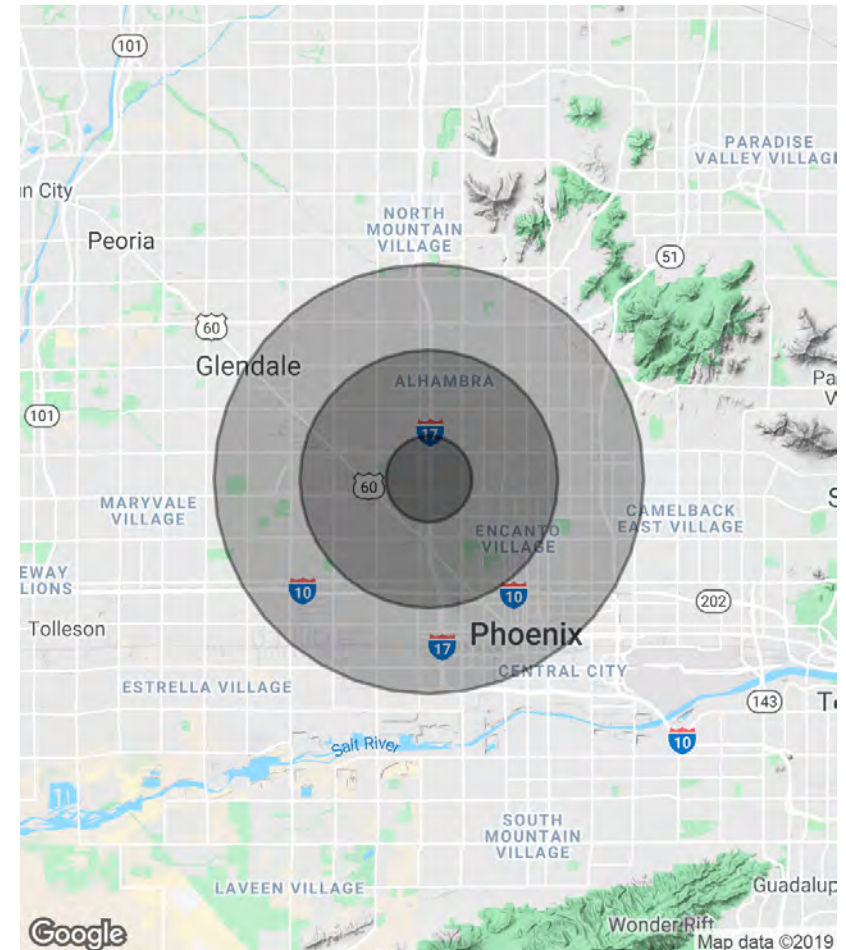 101
PARADISE
VALLEY VILLAG
n City
NORTH
MOUNTAIN
VILLAGE
Peoria
51
60
Glendale
ALHAMBRA
Pa
V
101
17
60
MARYVALE
VILLAGE
S
CAMELBACK
EAST VILLAGE
ENCANTO
VILLAGE
EWAY
LIONS
10
10
202
Tolleson
Phoenix
17
CENTRAL CITY
ESTRELLA VILLAGE
143
T
Salt River
10
SOUTH
MOUNTAIN
VILLAGE
LAVEEN VILLAGE
Guadalup
Wonder Rift
Google
Map data ©2019